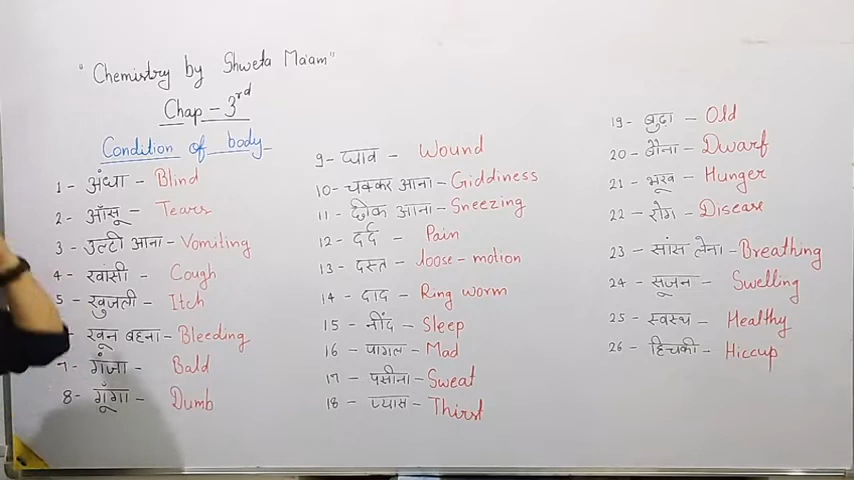 "Chemistry by Shweta Ma'am"
Chap - 3rd
Condition of body
1 - अंधा - Blind
2 - आँसू - Tears
3 - उल्टी आना - Vomiting
4 - खांसी - Cough
5 - खुजली - Itch
खून बहना - Bleeding
7 - गंजा - Bald
8 - गूँगा - Dumb
9 - घाव - Wound
10 - चक्कर आना - Giddiness
11 - छीक आना - Sneezing
12 - दर्द - Pain
13 - दस्त - loose - motion
14 - दाद - Ring worm
15 - नींद - Sleep
16 - पागल - Mad
17 - पसीना - Sweat
18 - प्यास - Thirst
19 - बुढ़ा - Old
20 - बौना - Dwarf
21 - भूख - Hunger
22 - रोग - Disease
23 - सांस लेना - Breathing
24 - सूजन - Swelling
25 - स्वस्थ - Healthy
26 - हिचकी - Hiccup